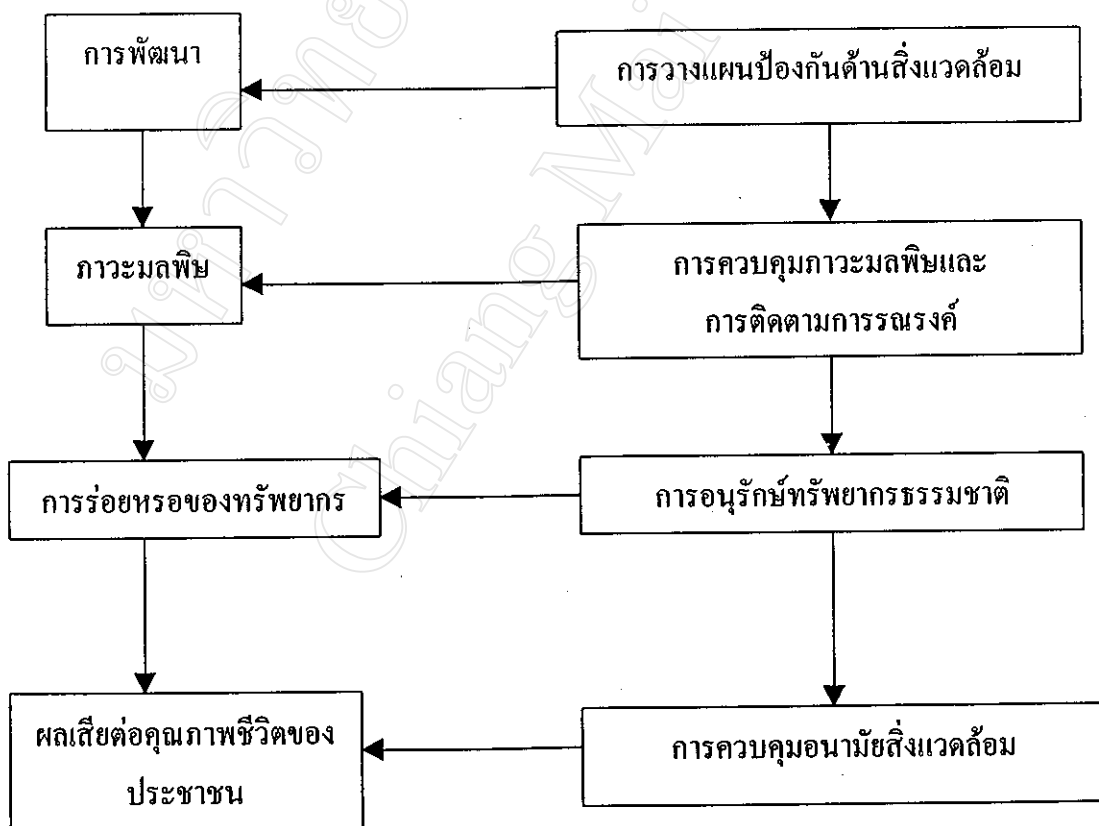 การพัฒนา
การวางแผนป้องกันด้านสิ่งแวดล้อม
ภาวะมลพิษ
การควบคุมภาวะมลพิษและ
การติดตามการรณรงค์
การร่อยหรอของทรัพยากร
การอนุรักษ์ทรัพยากรธรรมชาติ
ผลเสียต่อคุณภาพชีวิตของ
ประชาชน
การควบคุมอนามัยสิ่งแวดล้อม
มหาวิทย
Chiang Mai